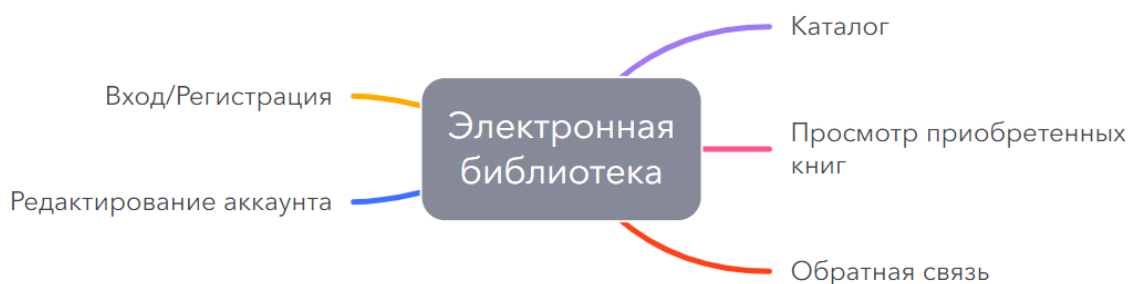 Каталог
Вход/Регистрация
Электронная
библиотека
Просмотр приобретенных
книг
Редактирование аккаунта
Обратная связь